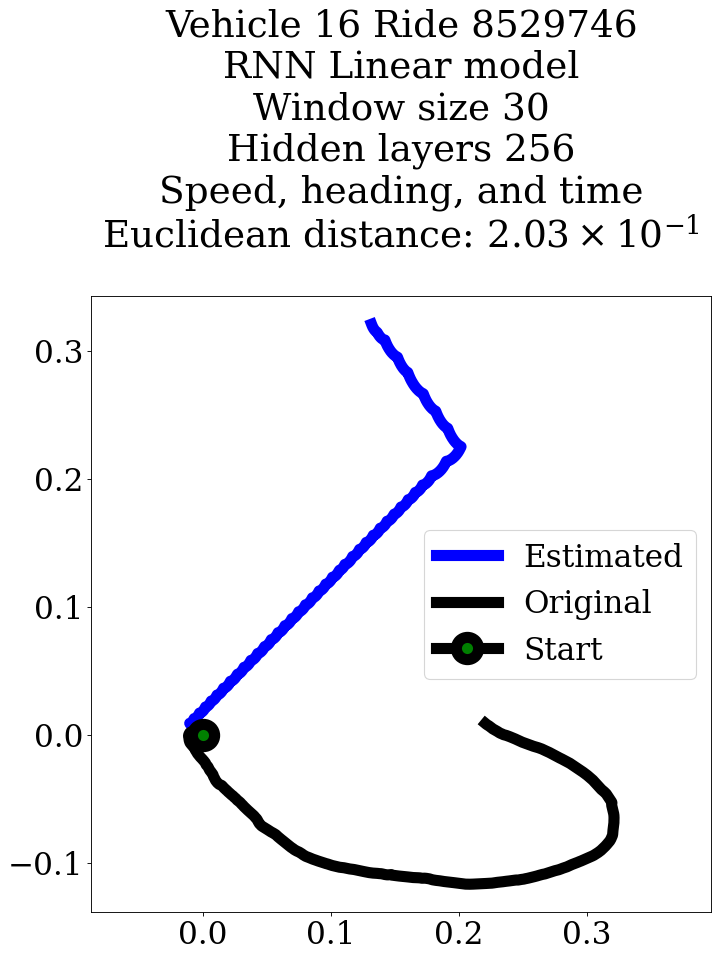 Vehicle 16 Ride 8529746
RNN Linear model
Window size 30
Hidden layers 256
Speed, heading, and time
Euclidean distance: 2.03 × 10⁻¹
0.3
0.2
0.1
0.0
−0.1
Estimated
Original
Start
0.0 0.1 0.2 0.3